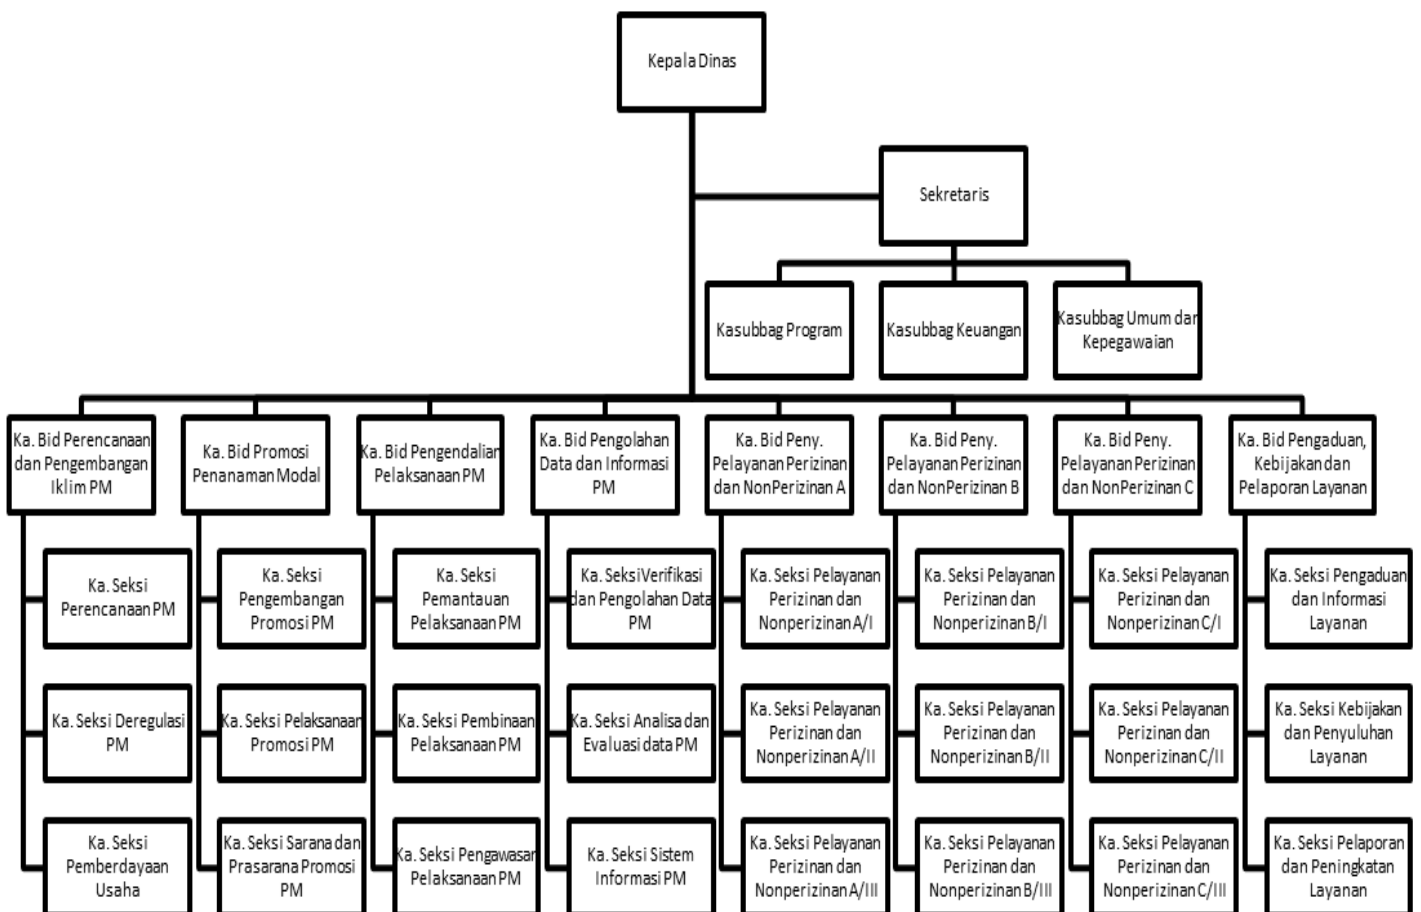 Kepala Dinas
Sekretaris
Kasubbag Program
Kasubbag Keuangan
Kasubbag Umum dan
Kepegawaian
Ka. Bid Perencanaan
dan Pengembangan
Iklim PM
Ka. Bid Promosi
Penanaman Modal
Ka. Bid Pengendalian
Pelaksanaan PM
Ka. Bid Pengolahan
Data dan Informasi
PM
Ka. Bid Peny.
Pelayanan Perizinan
dan NonPerizinan A
Ka. Bid Peny.
Pelayanan Perizinan
dan NonPerizinan B
Ka. Bid Peny.
Pelayanan Perizinan
dan NonPerizinan C
Ka. Bid Pengaduan,
Kebijakan dan
Pelaporan Layanan
Ka. Seksi
Perencanaan PM
Ka. Seksi
Pengembangan
Promosi PM
Ka. Seksi
Pemantauan
Pelaksanaan PM
Ka. Seksi Verifikasi
dan Pengolahan Data
PM
Ka. Seksi Pelayanan
Perizinan dan
Nonperizinan A/I
Ka. Seksi Pelayanan
Perizinan dan
Nonperizinan B/I
Ka. Seksi Pelayanan
Perizinan dan
Nonperizinan C/I
Ka. Seksi Pengaduan
dan Informasi
Layanan
Ka. Seksi Deregulasi
PM
Ka. Seksi Pelaksanaan
Promosi PM
Ka. Seksi Pembinaan
Pelaksanaan PM
Ka. Seksi Analisa dan
Evaluasi data PM
Ka. Seksi Pelayanan
Perizinan dan
Nonperizinan A/II
Ka. Seksi Pelayanan
Perizinan dan
Nonperizinan B/II
Ka. Seksi Pelayanan
Perizinan dan
Nonperizinan C/II
Ka. Seksi Kebijakan
dan Penyuluhan
Layanan
Ka. Seksi
Pemberdayaan
Usaha
Ka. Seksi Sarana dan
Prasarana Promosi
PM
Ka. Seksi Pengawasan
Pelaksanaan PM
Ka. Seksi Sistem
Informasi PM
Ka. Seksi Pelayanan
Perizinan dan
Nonperizinan A/III
Ka. Seksi Pelayanan
Perizinan dan
Nonperizinan B/III
Ka. Seksi Pelayanan
Perizinan dan
Nonperizinan C/III
Ka. Seksi Pelaporan
dan Peningkatan
Layanan